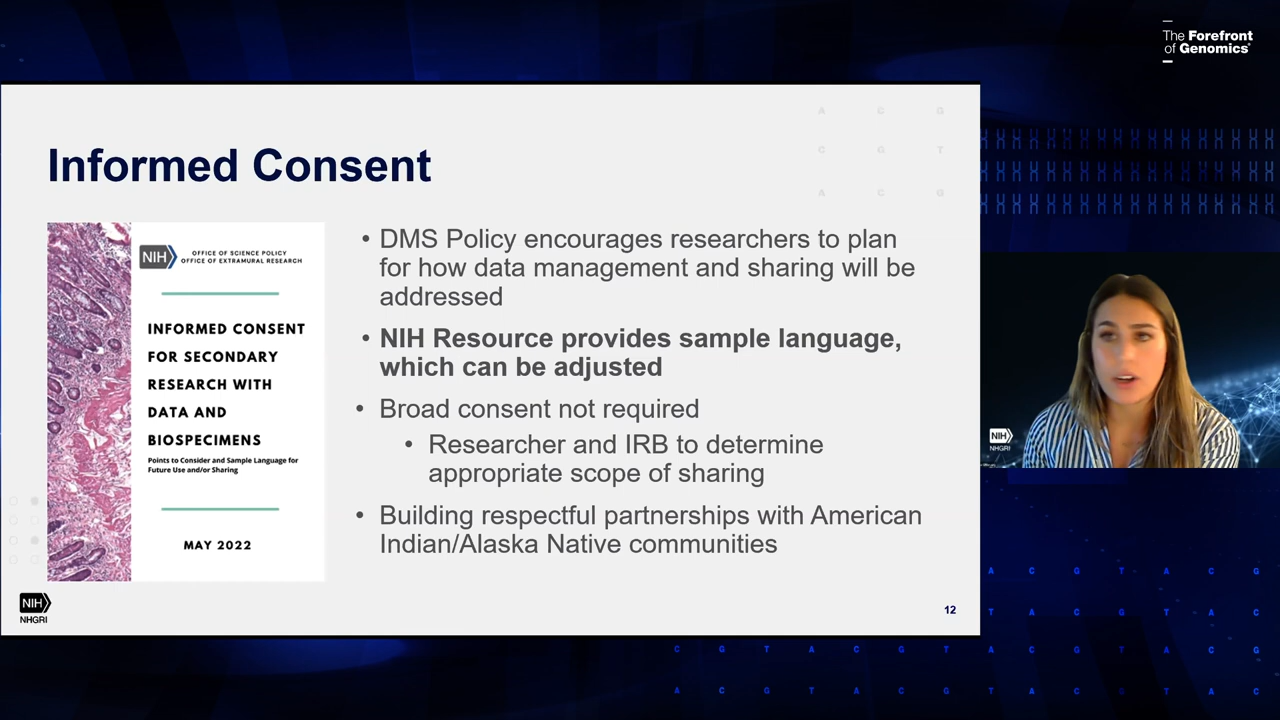 The Forefront
of Genomics®
A C G
C G T
A C G
Informed Consent
NIH
OFFICE OF SCIENCE POLICY
OFFICE OF EXTRAMURAL RESEARCH
INFORMED CONSENT
FOR SECONDARY
RESEARCH WITH
DATA AND
BIOSPECIMENS
Points to Consider and Sample Language for
Future Use and/or Sharing
MAY 2022
• DMS Policy encourages researchers to plan
for how data management and sharing will be
addressed
• NIH Resource provides sample language,
which can be adjusted
• Broad consent not required
• Researcher and IRB to determine
appropriate scope of sharing
• Building respectful partnerships with American
Indian/Alaska Native communities
NIH
NHGRI
12
NIH
NHGRI
A C G T A C G
T A C G T A C
C G T A C G T A C G T A C G
A C G T A C G T A C G T A C